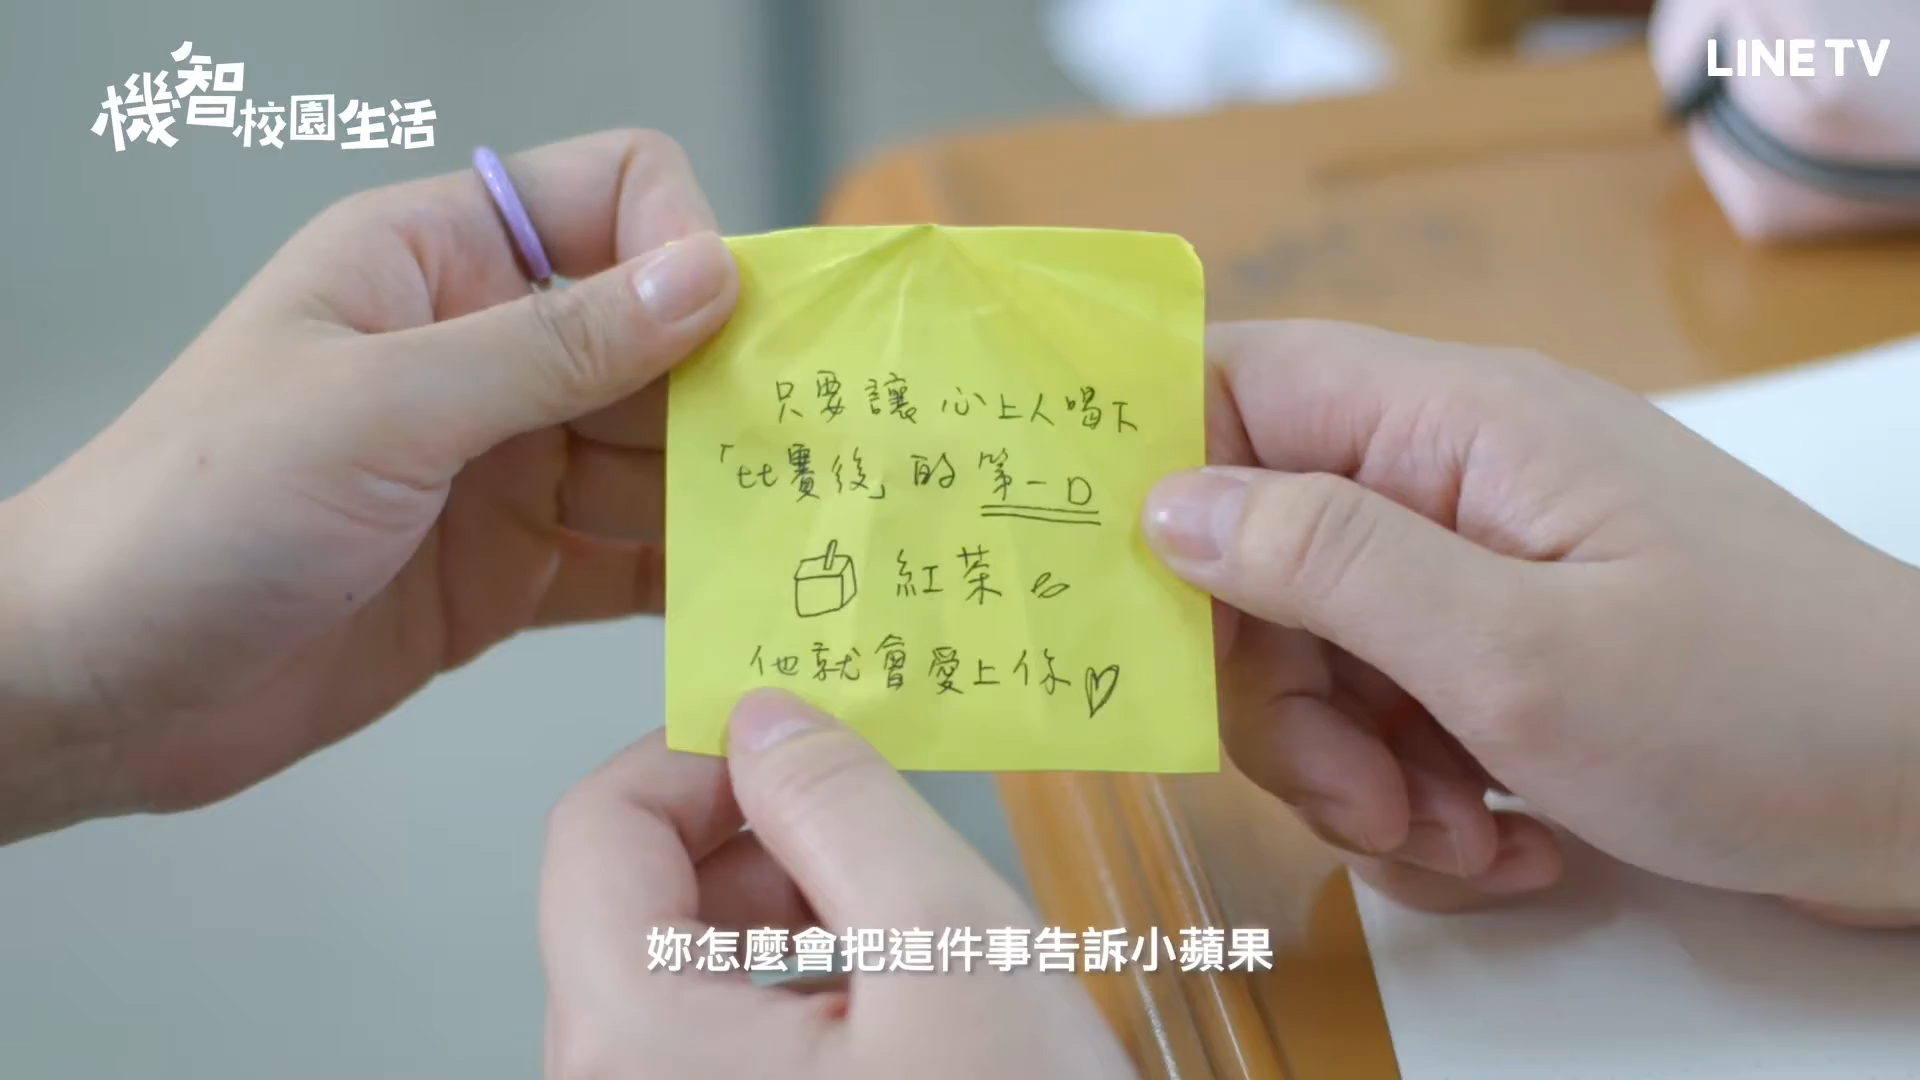 機智校園生活
LINE TV
只要讓心上人喝下
「比賽後」的第一口
紅茶
他就會愛上你
妳怎麼會把這件事告訴小蘋果